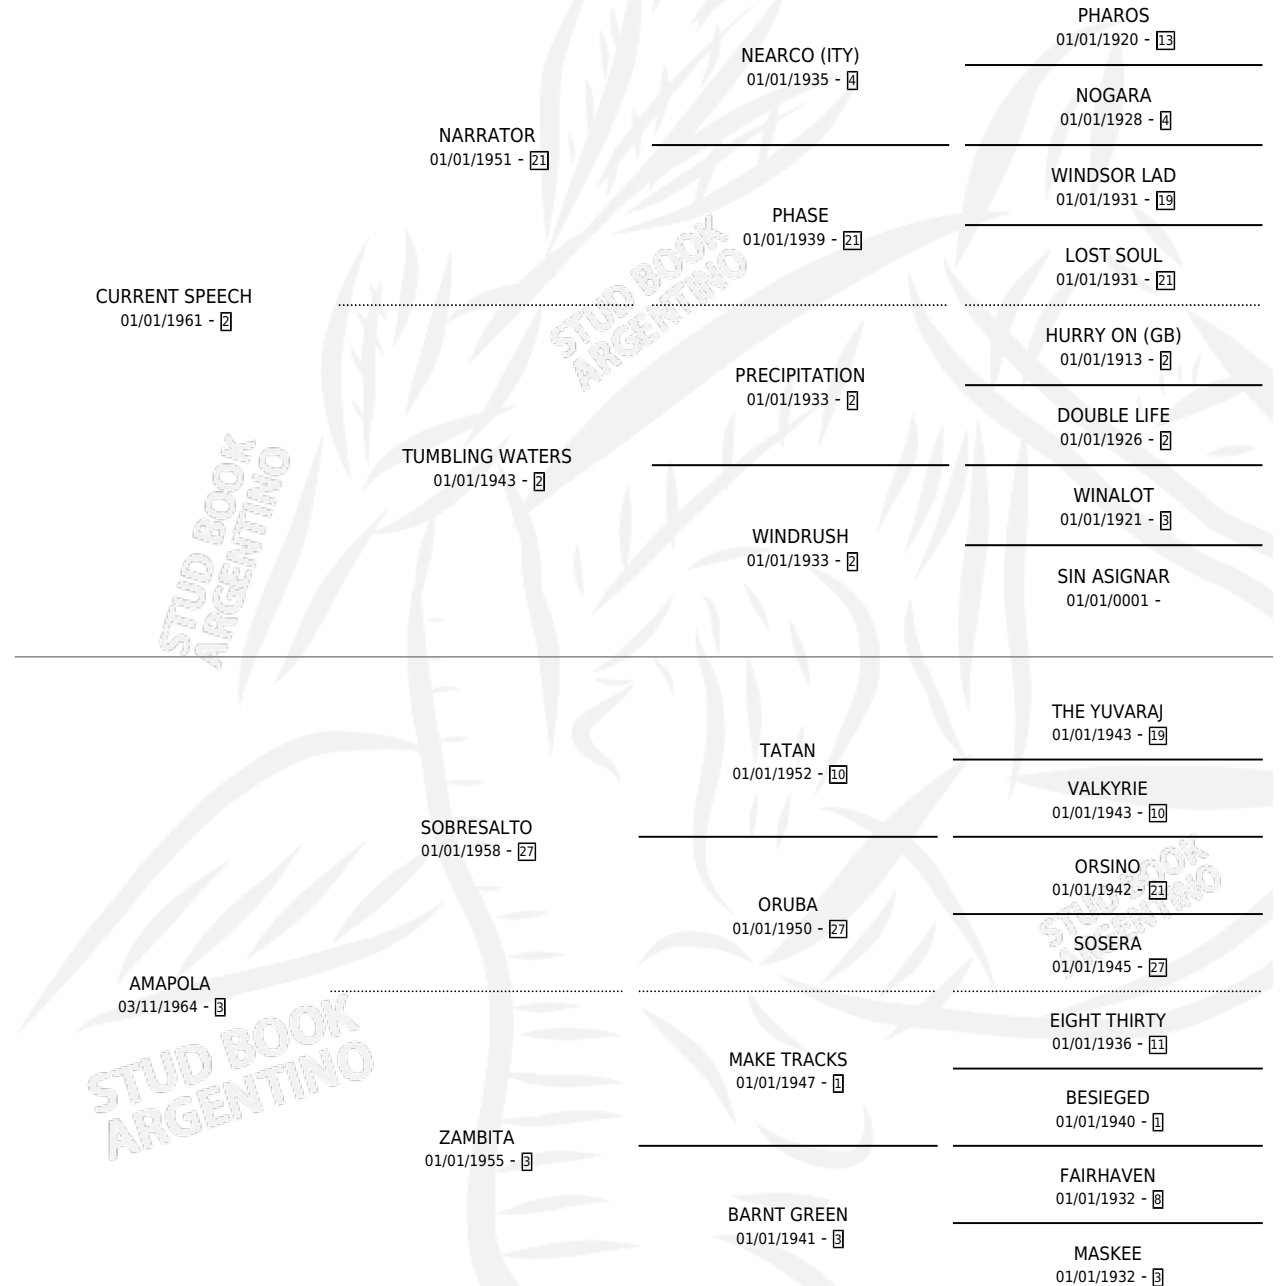 PHAROS
01/01/1920 - 13
NEARCO (ITY)
01/01/1935 - 4
NOGARA
01/01/1928 - 4
NARRATOR
01/01/1951 - 21
WINDSOR LAD
01/01/1931 - 19
PHASE
01/01/1939 - 21
LOST SOUL
01/01/1931 - 21
CURRENT SPEECH
01/01/1961 - 2
HURRY ON (GB)
01/01/1913 - 2
PRECIPITATION
01/01/1933 - 2
DOUBLE LIFE
01/01/1926 - 2
TUMBLING WATERS
01/01/1943 - 2
WINALOT
01/01/1921 - 3
WINDRUSH
01/01/1933 - 2
SIN ASIGNAR
01/01/0001 -
THE YUVARAJ
01/01/1943 - 19
TATAN
01/01/1952 - 10
VALKYRIE
01/01/1943 - 10
SOBRESALTO
01/01/1958 - 27
ORSINO
01/01/1942 - 21
ORUBA
01/01/1950 - 27
SOSERA
01/01/1945 - 27
AMAPOLA
03/11/1964 - 3
EIGHT THIRTY
01/01/1936 - 11
MAKE TRACKS
01/01/1947 - 1
BESIEGED
01/01/1940 - 1
ZAMBITA
01/01/1955 - 3
FAIRHAVEN
01/01/1932 - 8
BARNT GREEN
01/01/1941 - 3
MASKEE
01/01/1932 - 3
STUD BOOK
ARGENTINO
STUD BOOK
ARGENTINO
STUD BOOK
ARGENTINO
STUD BOOK
ARGENTINO